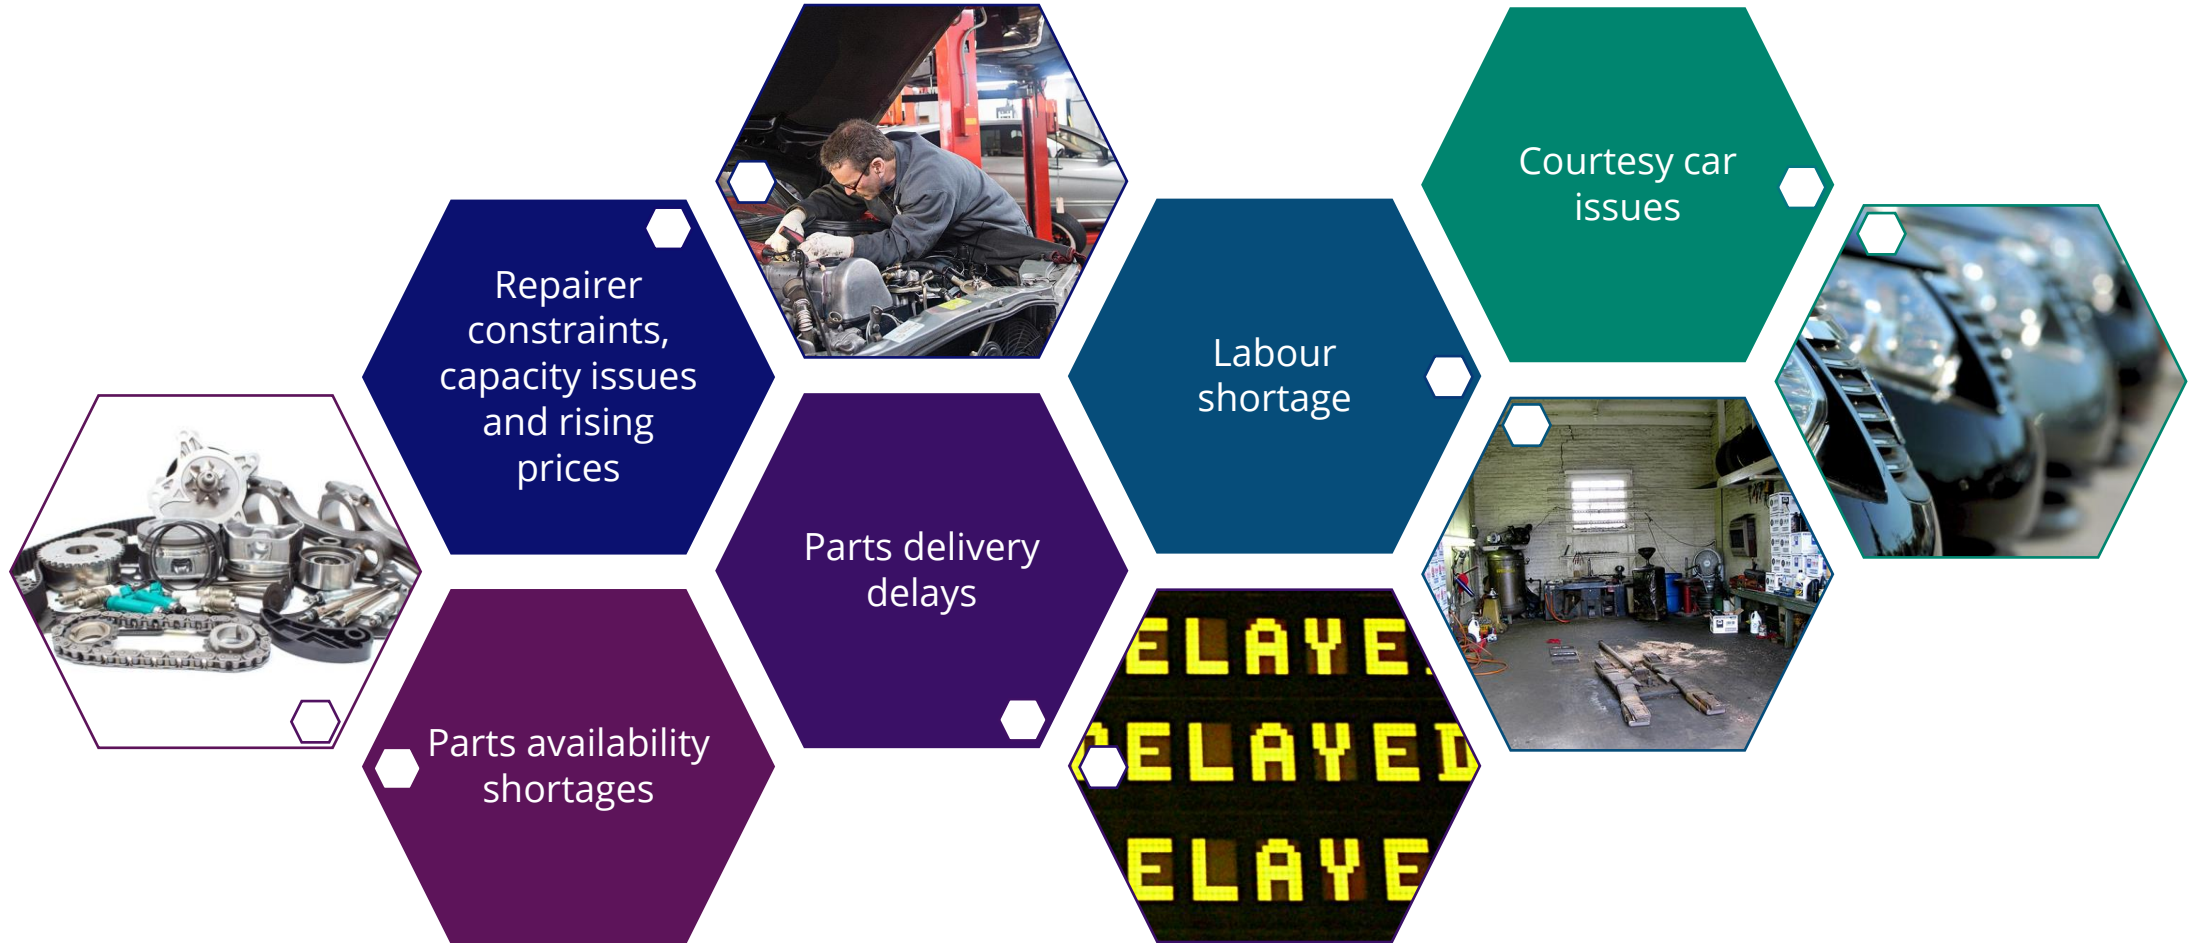 Repairer
constraints,
capacity issues
and rising
prices
Parts availability
shortages
Parts delivery
delays
Labour
shortage
Courtesy car
issues
ELAYE
ELAYED
ELAYE